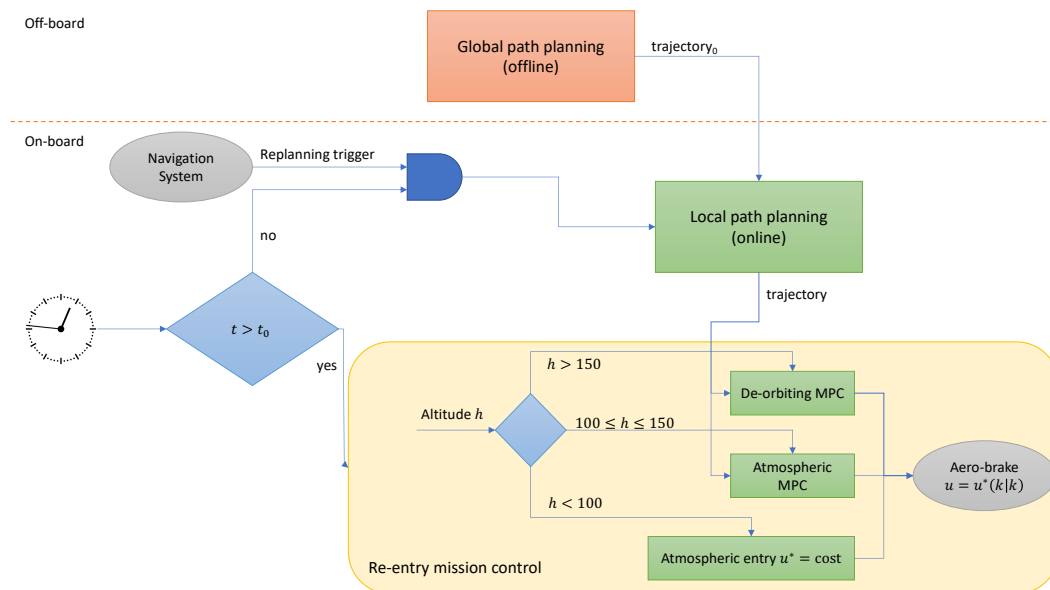 Off-board
Global path planning
(offline)
trajectory₀
On-board
Navigation
System
Replanning trigger
Local path planning
(online)
no
trajectory
t > t₀
yes
h > 150
De-orbiting MPC
Altitude h
100 ≤ h ≤ 150
Atmospheric
MPC
Aero-brake
u = u*(k|k)
h < 100
Atmospheric entry u* = cost
Re-entry mission control